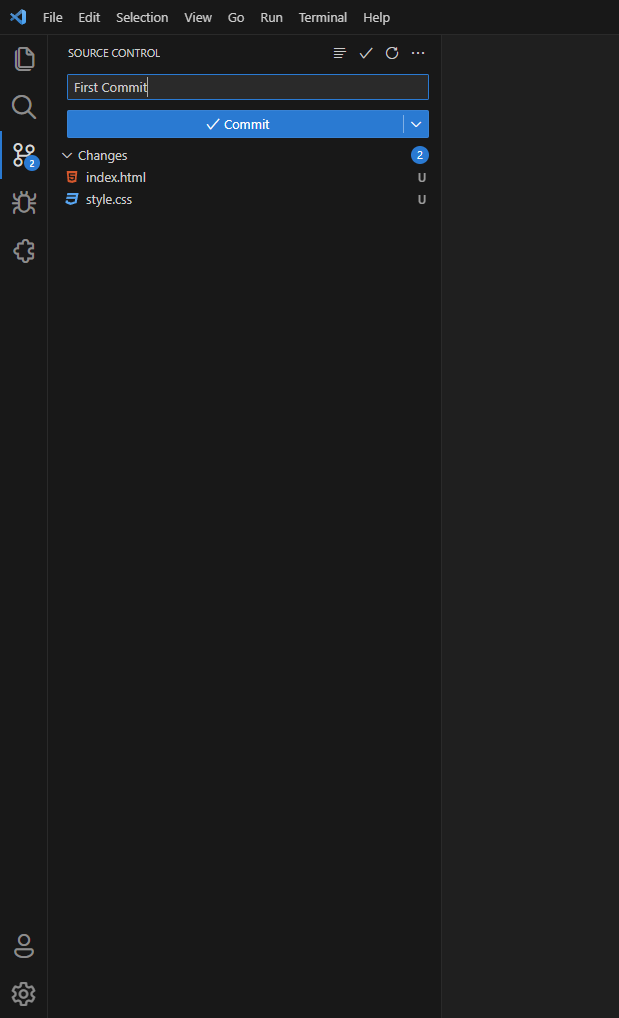 File Edit Selection View Go Run Terminal Help
SOURCE CONTROL
First Commit
Commit
Changes 2
index.html U
style.css U
2